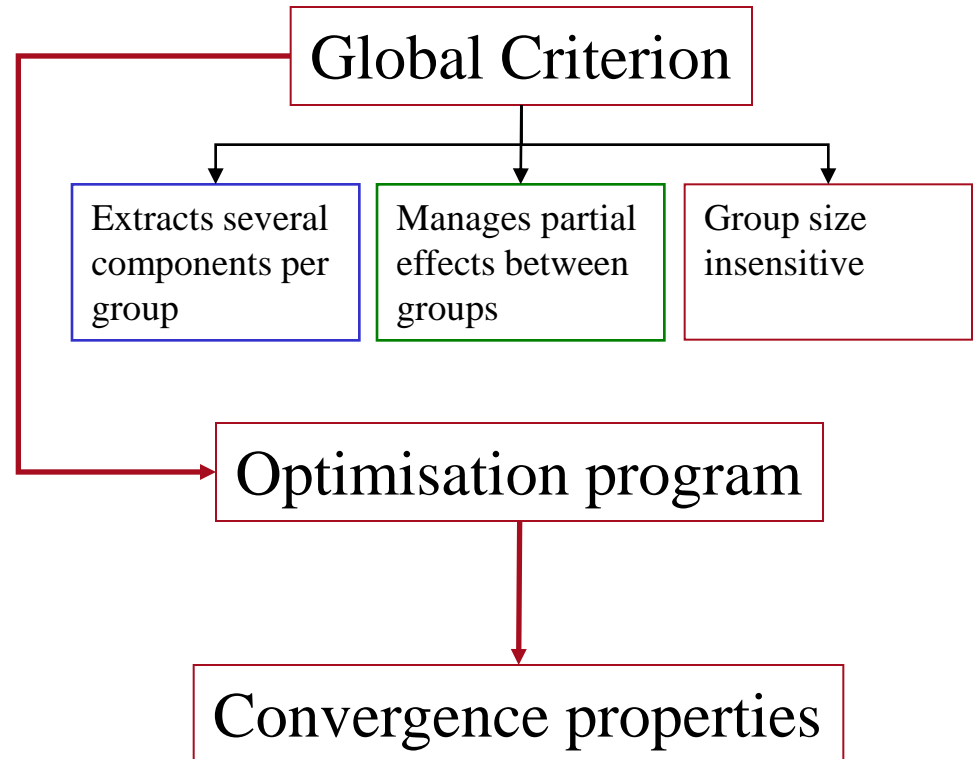 Global Criterion
Extracts several
components per
group
Manages partial
effects between
groups
Group size
insensitive
Optimisation program
Convergence properties